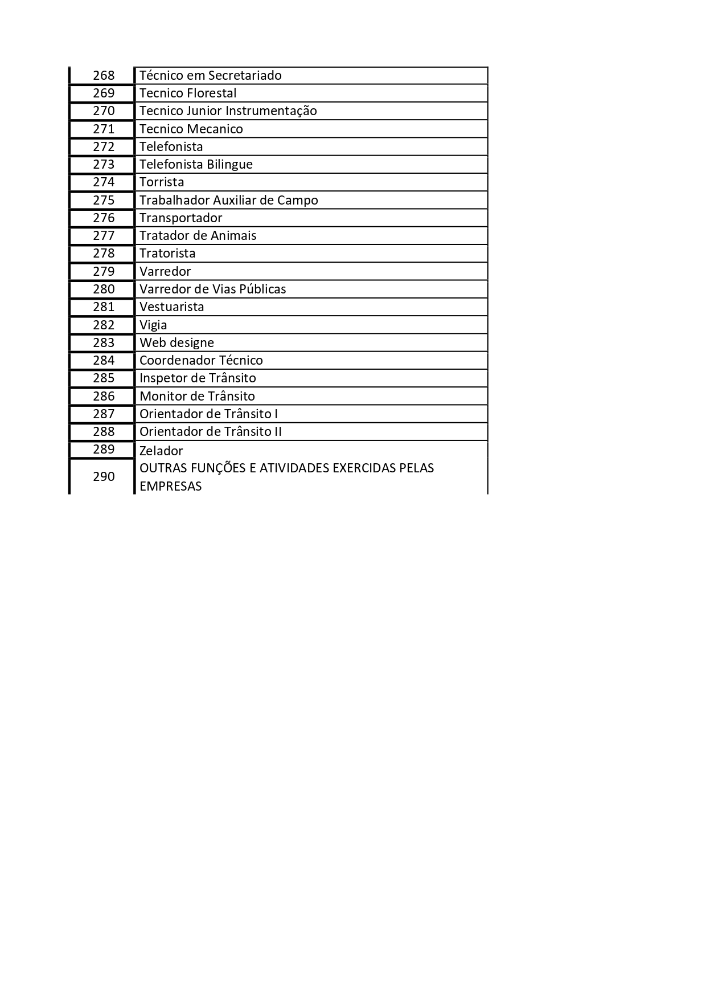 268 Técnico em Secretariado
269 Tecnico Florestal
270 Tecnico Junior Instrumentação
271 Tecnico Mecanico
272 Telefonista
273 Telefonista Bilingue
274 Torrista
275 Trabalhador Auxiliar de Campo
276 Transportador
277 Tratador de Animais
278 Tratorista
279 Varredor
280 Varredor de Vias Públicas
281 Vestuarista
282 Vigia
283 Web designe
284 Coordenador Técnico
285 Inspetor de Trânsito
286 Monitor de Trânsito
287 Orientador de Trânsito I
288 Orientador de Trânsito II
289 Zelador
290 OUTRAS FUNÇÕES E ATIVIDADES EXERCIDAS PELAS
EMPRESAS